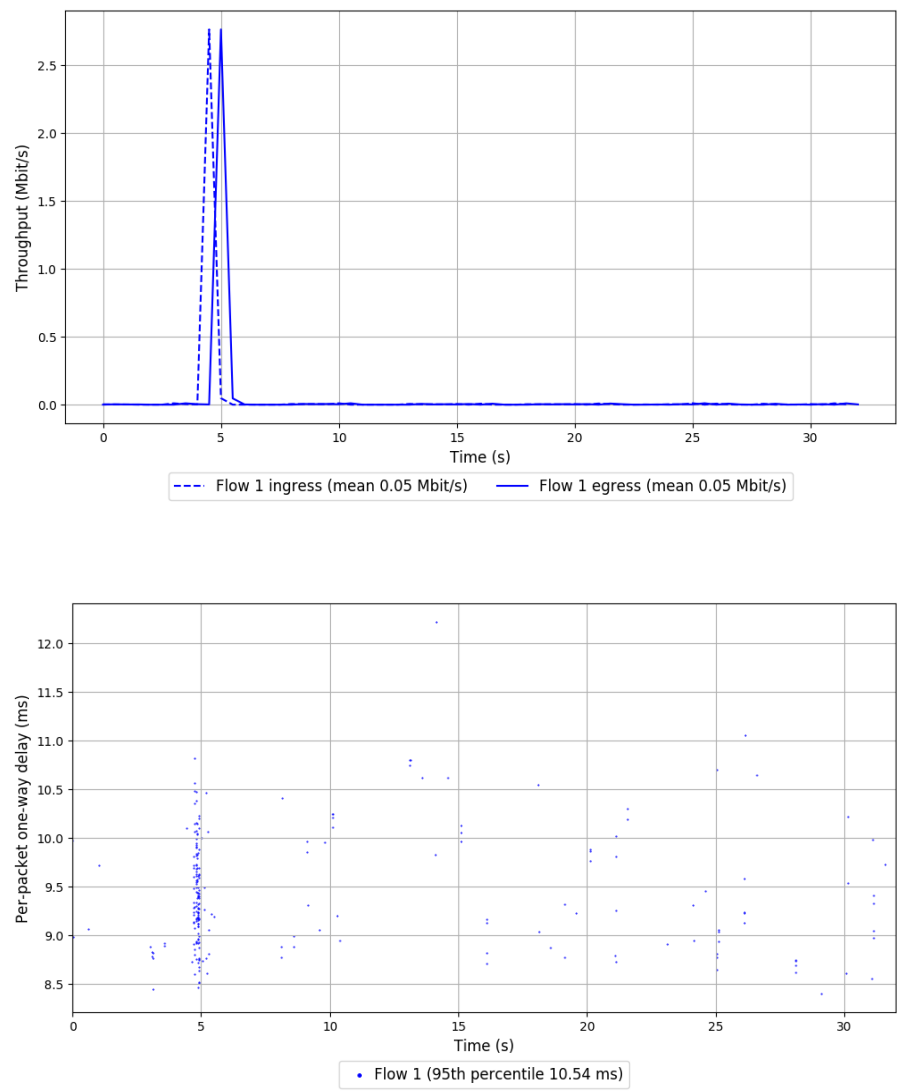 2.5
2.0
1.5
1.0
0.5
0.0
Throughput (Mbit/s)
0 5 10 15 20 25 30
Time (s)
Flow 1 ingress (mean 0.05 Mbit/s) Flow 1 egress (mean 0.05 Mbit/s)
12.0
11.5
11.0
10.5
10.0
9.5
9.0
8.5
Per-packet one-way delay (ms)
0 5 10 15 20 25 30
Time (s)
Flow 1 (95th percentile 10.54 ms)